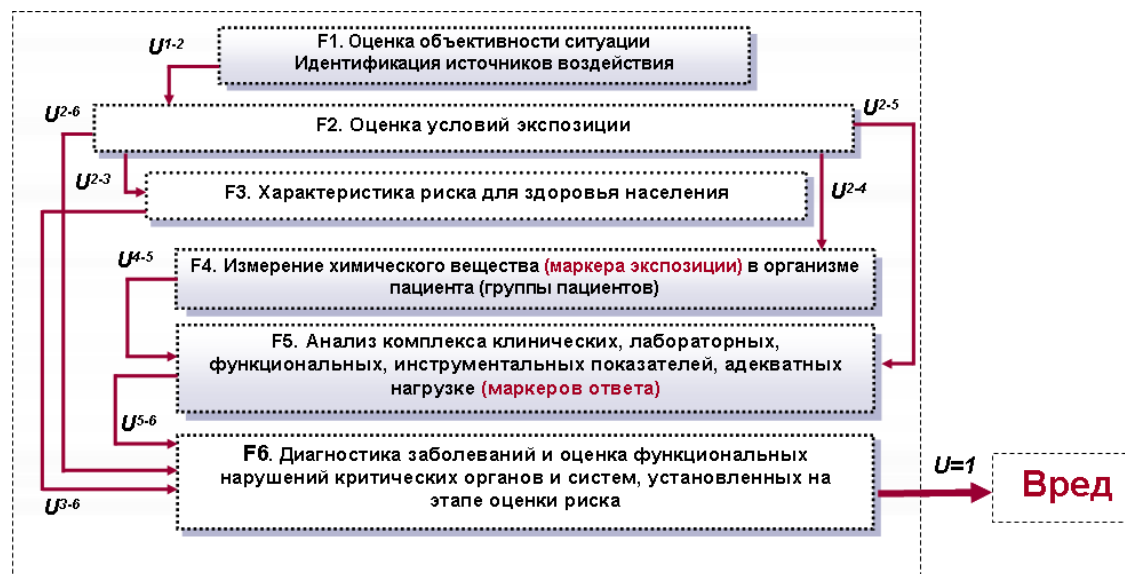 F1. Оценка объективности ситуации
Идентификация источников воздействия
U1-2
U2-6
F2. Оценка условий экспозиции
U2-5
U2-3
F3. Характеристика риска для здоровья населения
U2-4
U4-5
F4. Измерение химического вещества (маркера экспозиции) в организме
пациента (группы пациентов)
F5. Анализ комплекса клинических, лабораторных,
функциональных, инструментальных показателей, адекватных
нагрузке (маркеров ответа)
U5-6
F6. Диагностика заболеваний и оценка функциональных
нарушений критических органов и систем, установленных на
этапе оценки риска
U3-6
U=1
Вред